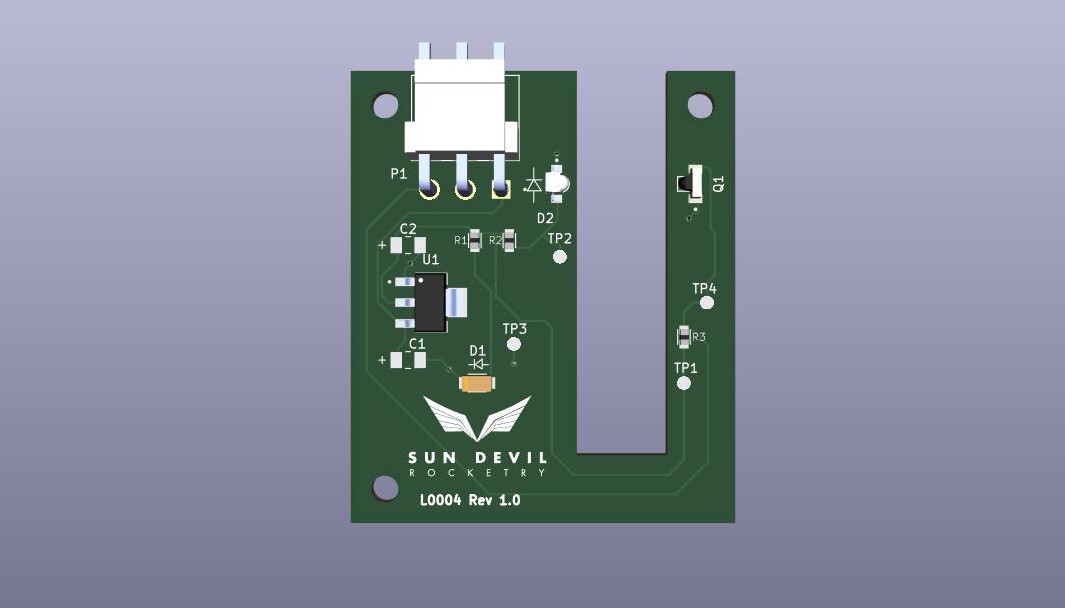 P1
Q1
D2
C2
R1
R2
TP2
+
U1
TP4
TP3
R3
C1
+
D1
TP1
SUN DEVIL
ROCKETRY
L0004 Rev 1.0